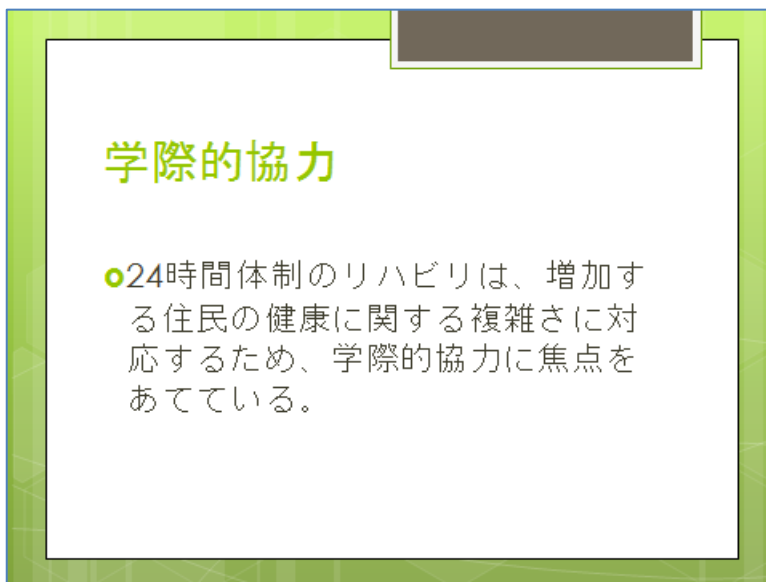 学際的協力
24時間体制のリハビリは、増加す
る住民の健康に関する複雑さに対
応するため、学際的協力に焦点を
あてている。